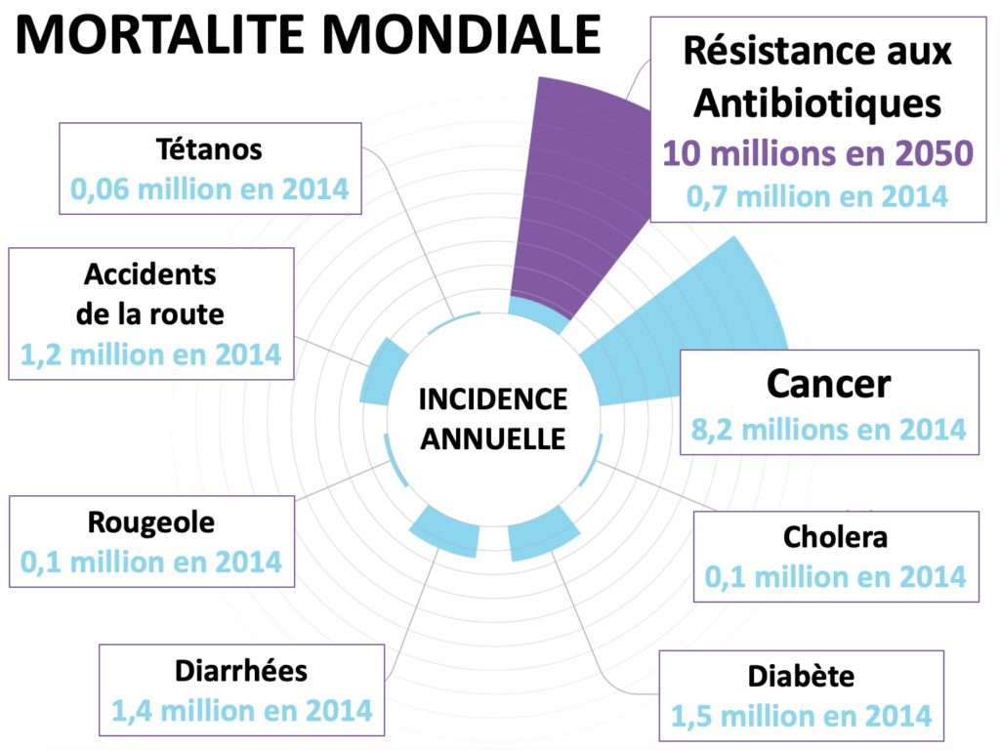 MORTALITE MONDIALE
Résistance aux
Antibiotiques
10 millions en 2050
0,7 million en 2014
Tétanos
0,06 million en 2014
Accidents
de la route
1,2 million en 2014
Cancer
8,2 millions en 2014
INCIDENCE
ANNUELLE
Rougeole
0,1 million en 2014
Cholera
0,1 million en 2014
Diarrhées
1,4 million en 2014
Diabète
1,5 million en 2014